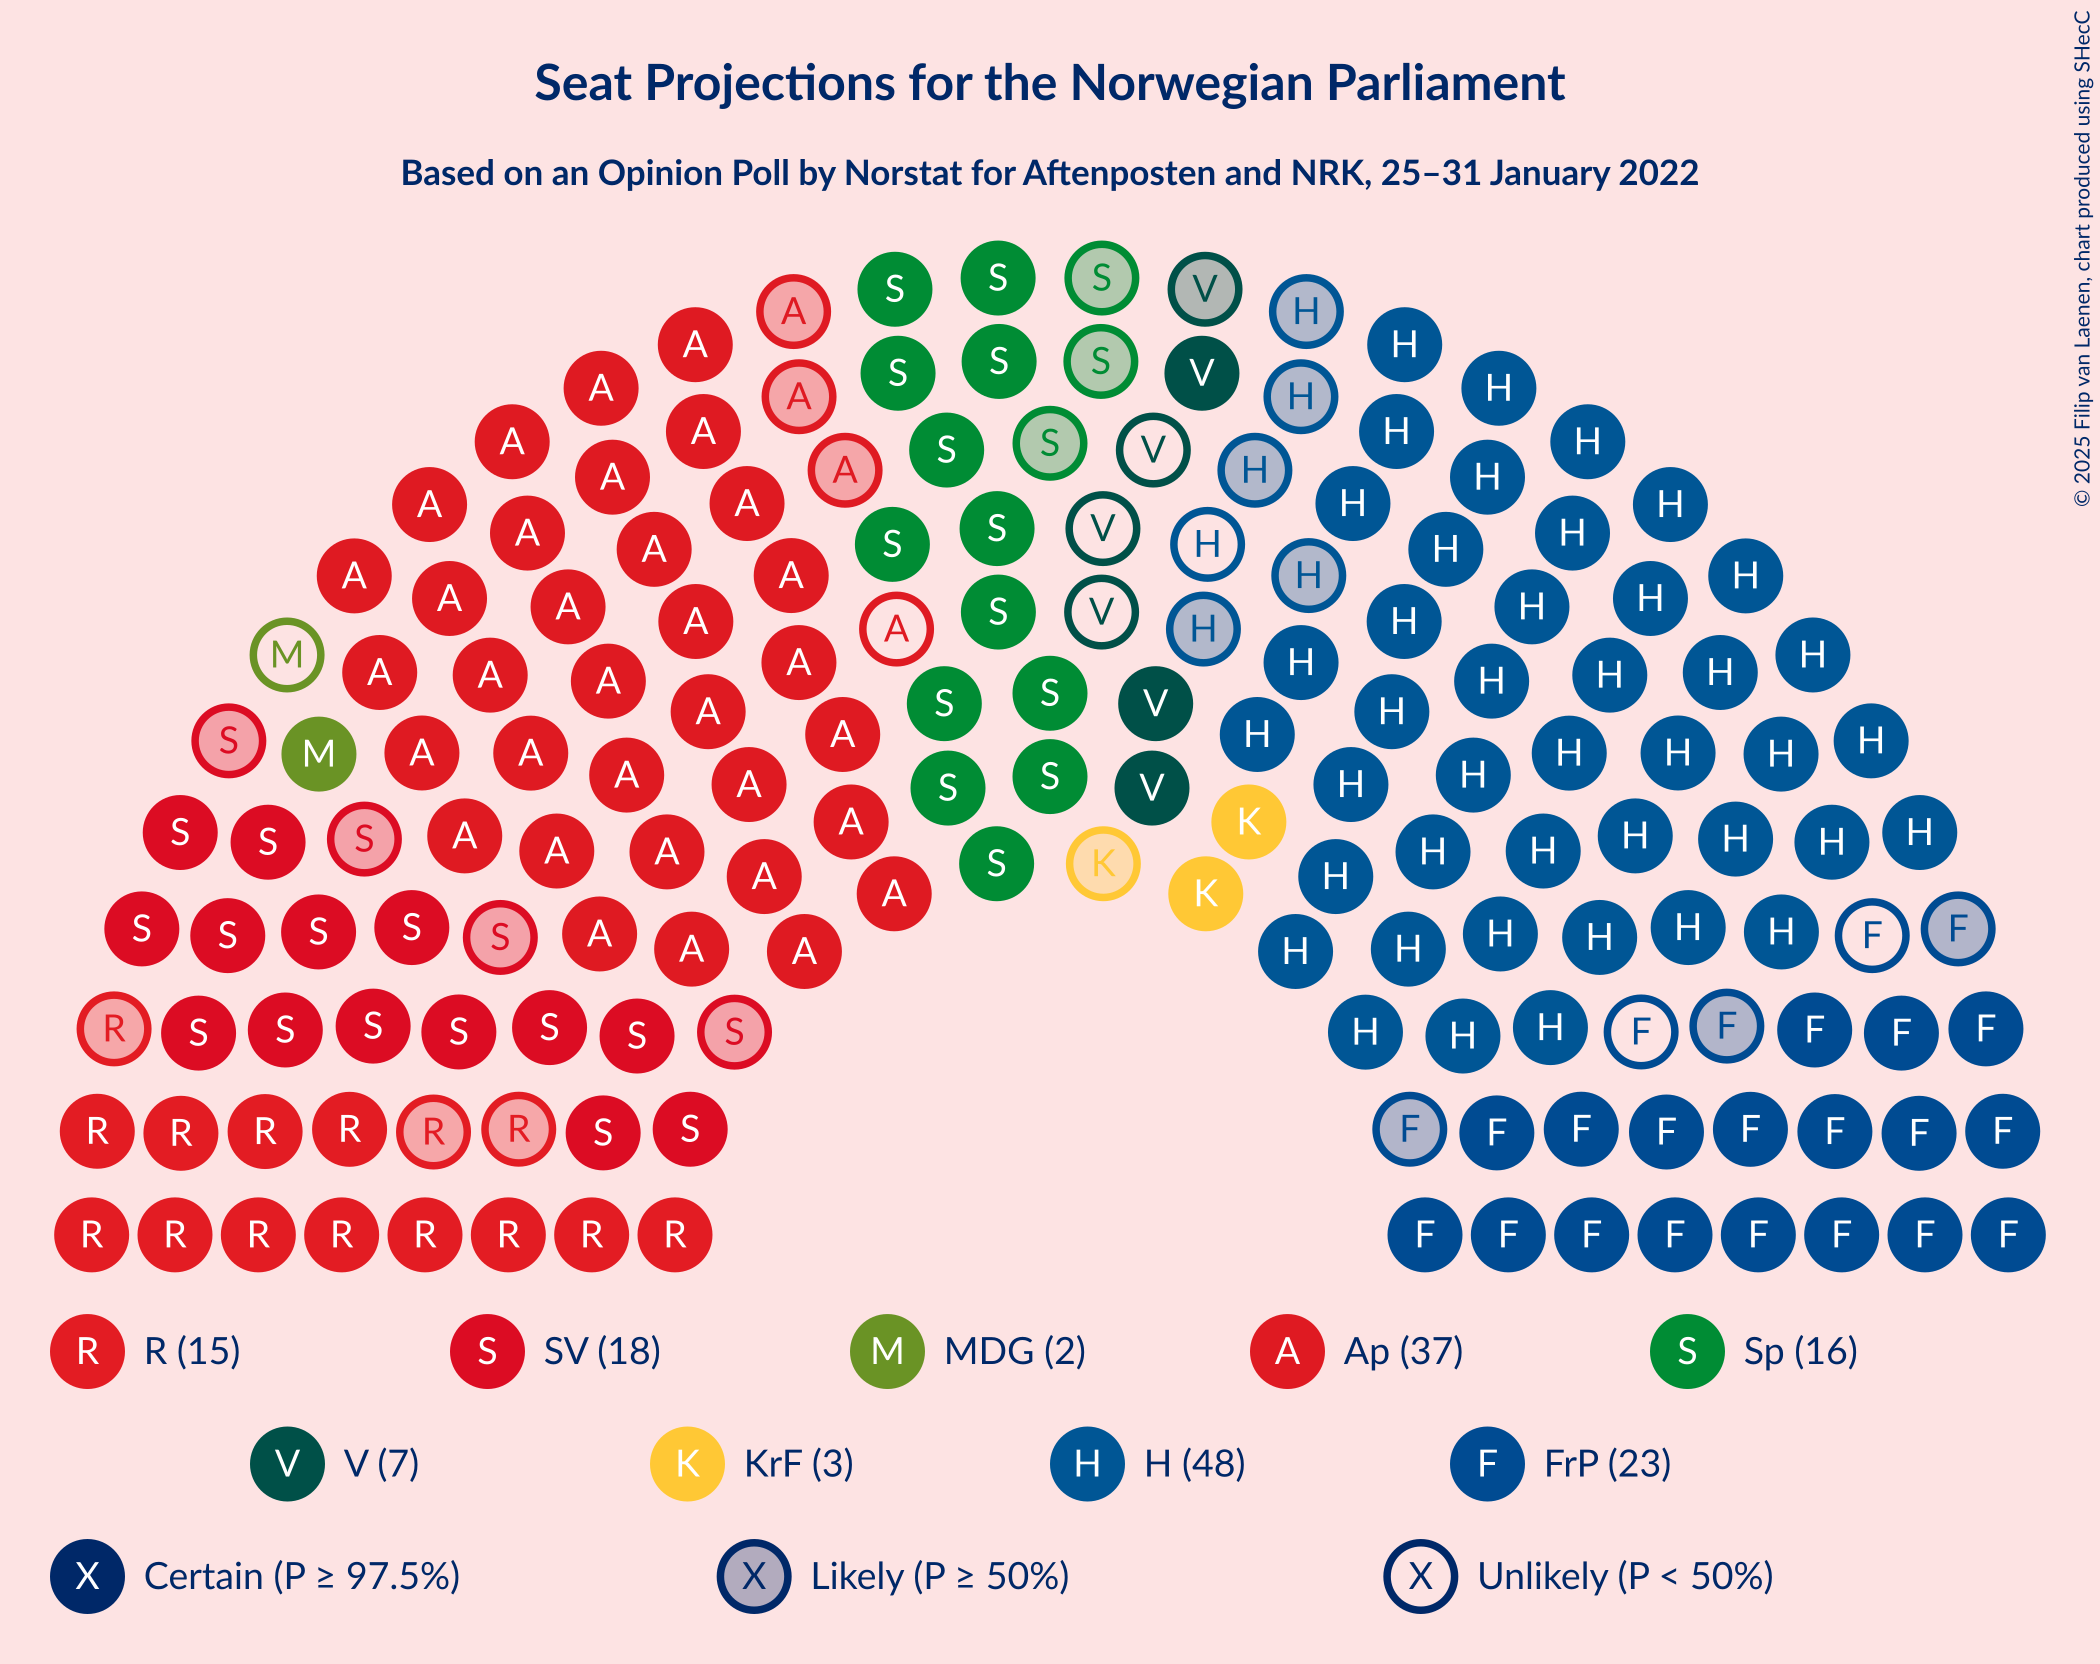 Seat Projections for the Norwegian Parliament
Based on an Opinion Poll by Norstat for Aftenposten and NRK, 25–31 January 2022
© 2025 Filip van Laenen, chart produced using SHecC
S S S V H
A H
A S S S V H
A H
A A H H
A S S V H
A A H H
A A H H
A S S V H H
A A H H
A A A H H H
A S V A H H
M A A H H H
A A S S V H H
S M A A A A H H H H H
A S S V H
S S S A A A A K K H H H H H H
A S K K H
S S S S S A A A H H H H H H F F
R S S S S S S S H H H F F F F F
R R R R R R S S F F F F F F F F
R R R R R R R R F F F F F F F F
R R (15) S SV (18) M MDG (2) A Ap (37) S Sp (16)
V V (7) K KrF (3) H H (48) F FrP (23)
X Certain (P ≥ 97.5%) X Likely (P ≥ 50%) X Unlikely (P < 50%)